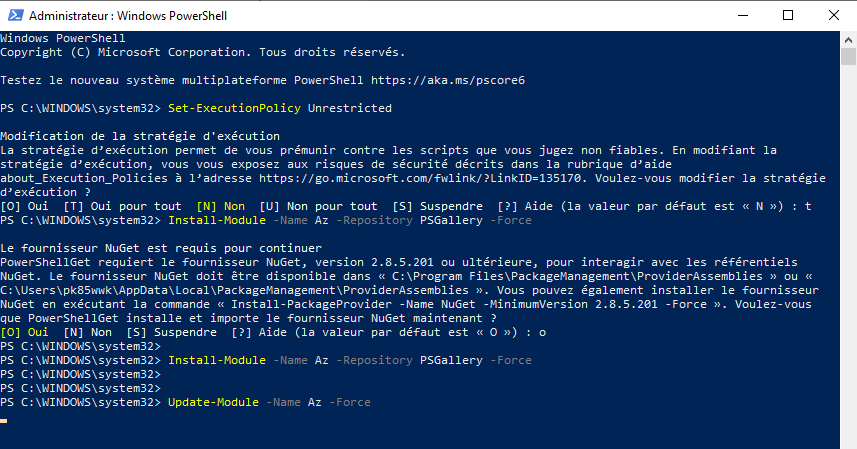 Administrateur : Windows PowerShell
Windows PowerShell
Copyright (C) Microsoft Corporation. Tous droits réservés.
Testez le nouveau système multiplateforme PowerShell https://aka.ms/pscore6
PS C:\WINDOWS\system32> Set-ExecutionPolicy Unrestricted
Modification de la stratégie d'exécution
La stratégie d’exécution permet de vous prémunir contre les scripts que vous jugez non fiables. En modifiant la
stratégie d’exécution, vous vous exposez aux risques de sécurité décrits dans la rubrique d’aide
about_Execution_Policies à l’adresse https://go.microsoft.com/fwlink/?LinkID=135170. Voulez-vous modifier la stratégie
d’exécution ?
[O] Oui  [T] Oui pour tout  [N] Non  [U] Non pour tout  [S] Suspendre  [?] Aide (la valeur par défaut est « N ») : t
PS C:\WINDOWS\system32> Install-Module -Name Az -Repository PSGallery -Force
Le fournisseur NuGet est requis pour continuer
PowerShellGet requiert le fournisseur NuGet, version 2.8.5.201 ou ultérieure, pour interagir avec les référentiels
NuGet. Le fournisseur NuGet doit être disponible dans « C:\Program Files\PackageManagement\ProviderAssemblies » ou «
C:\Users\pk85wwk\AppData\Local\PackageManagement\ProviderAssemblies ». Vous pouvez également installer le fournisseur
NuGet en exécutant la commande « Install-PackageProvider -Name NuGet -MinimumVersion 2.8.5.201 -Force ». Voulez-vous
que PowerShellGet installe et importe le fournisseur NuGet maintenant ?
[O] Oui  [N] Non  [S] Suspendre  [?] Aide (la valeur par défaut est « O ») : o
PS C:\WINDOWS\system32>
PS C:\WINDOWS\system32> Install-Module -Name Az -Repository PSGallery -Force
PS C:\WINDOWS\system32>
PS C:\WINDOWS\system32>
PS C:\WINDOWS\system32> Update-Module -Name Az -Force